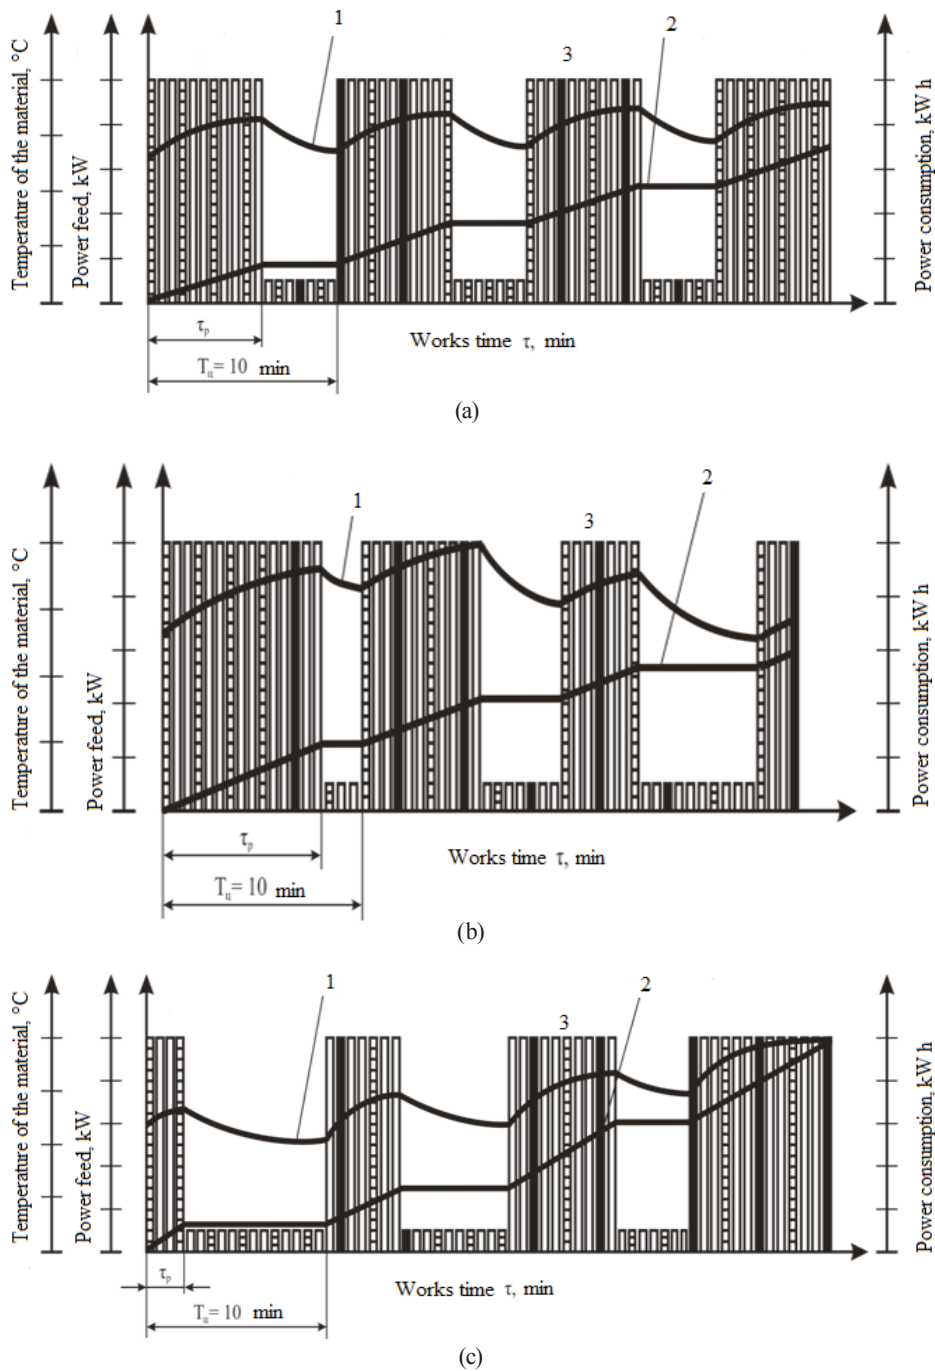 Temperature of the material, °C
Power feed, kW
1
3
2
Power consumption, kW h
τр
Works time τ, min
Tц= 10 min
(a)
Temperature of the material, °C
Power feed, kW
1
3
2
Power consumption, kW h
τр
Works time τ, min
Tц= 10 min
(b)
Temperature of the material, °C
Power feed, kW
1
3
2
Power consumption, kW h
τр
Works time τ, min
Tц= 10 min
(c)